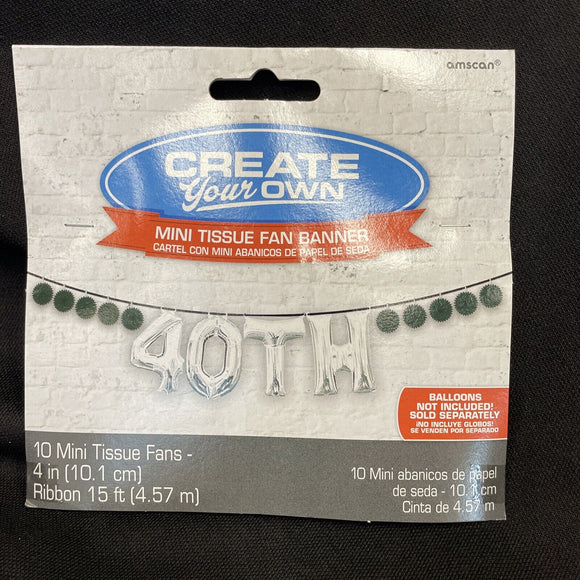 amscan®
CREATE
Your OWN
MINI TISSUE FAN BANNER
CARTEL CON MINI ABANICOS DE PAPEL DE SEDA
40TH
BALLOONS
NOT INCLUDED!
SOLD SEPARATELY
¡NO INCLUYE GLOBOS!
SE VENDEN POR SEPARADO
10 Mini Tissue Fans -
4 in (10.1 cm)
Ribbon 15 ft (4.57 m)
10 Mini abanicos de papel
de seda - 10.1 cm
Cinta de 4.57 m